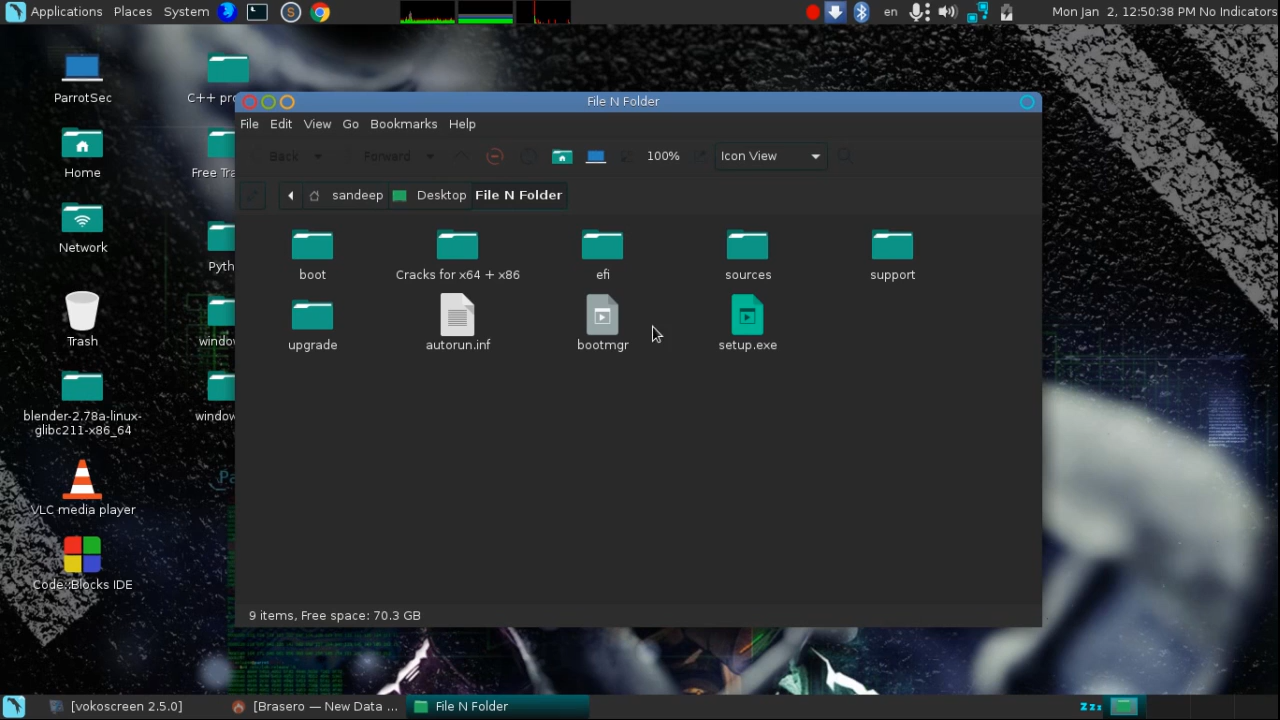 Applications Places System
en
Mon Jan 2, 12:50:38 PM No Indicators
ParrotSec
C++ pro
Home
Free Tra
Network
Pyth
Trash
windo
blender-2.78a-linux-
glibc211-x86_64
windo
VLC media player
Code::Blocks IDE
File N Folder
File Edit View Go Bookmarks Help
Back Forward 100% Icon View
sandeep Desktop File N Folder
boot Cracks for x64 + x86 efi sources support
upgrade autorun.inf bootmgr setup.exe
9 items, Free space: 70.3 GB
[vokoscreen 2.5.0] [Brasero — New Data ... File N Folder
Zzz